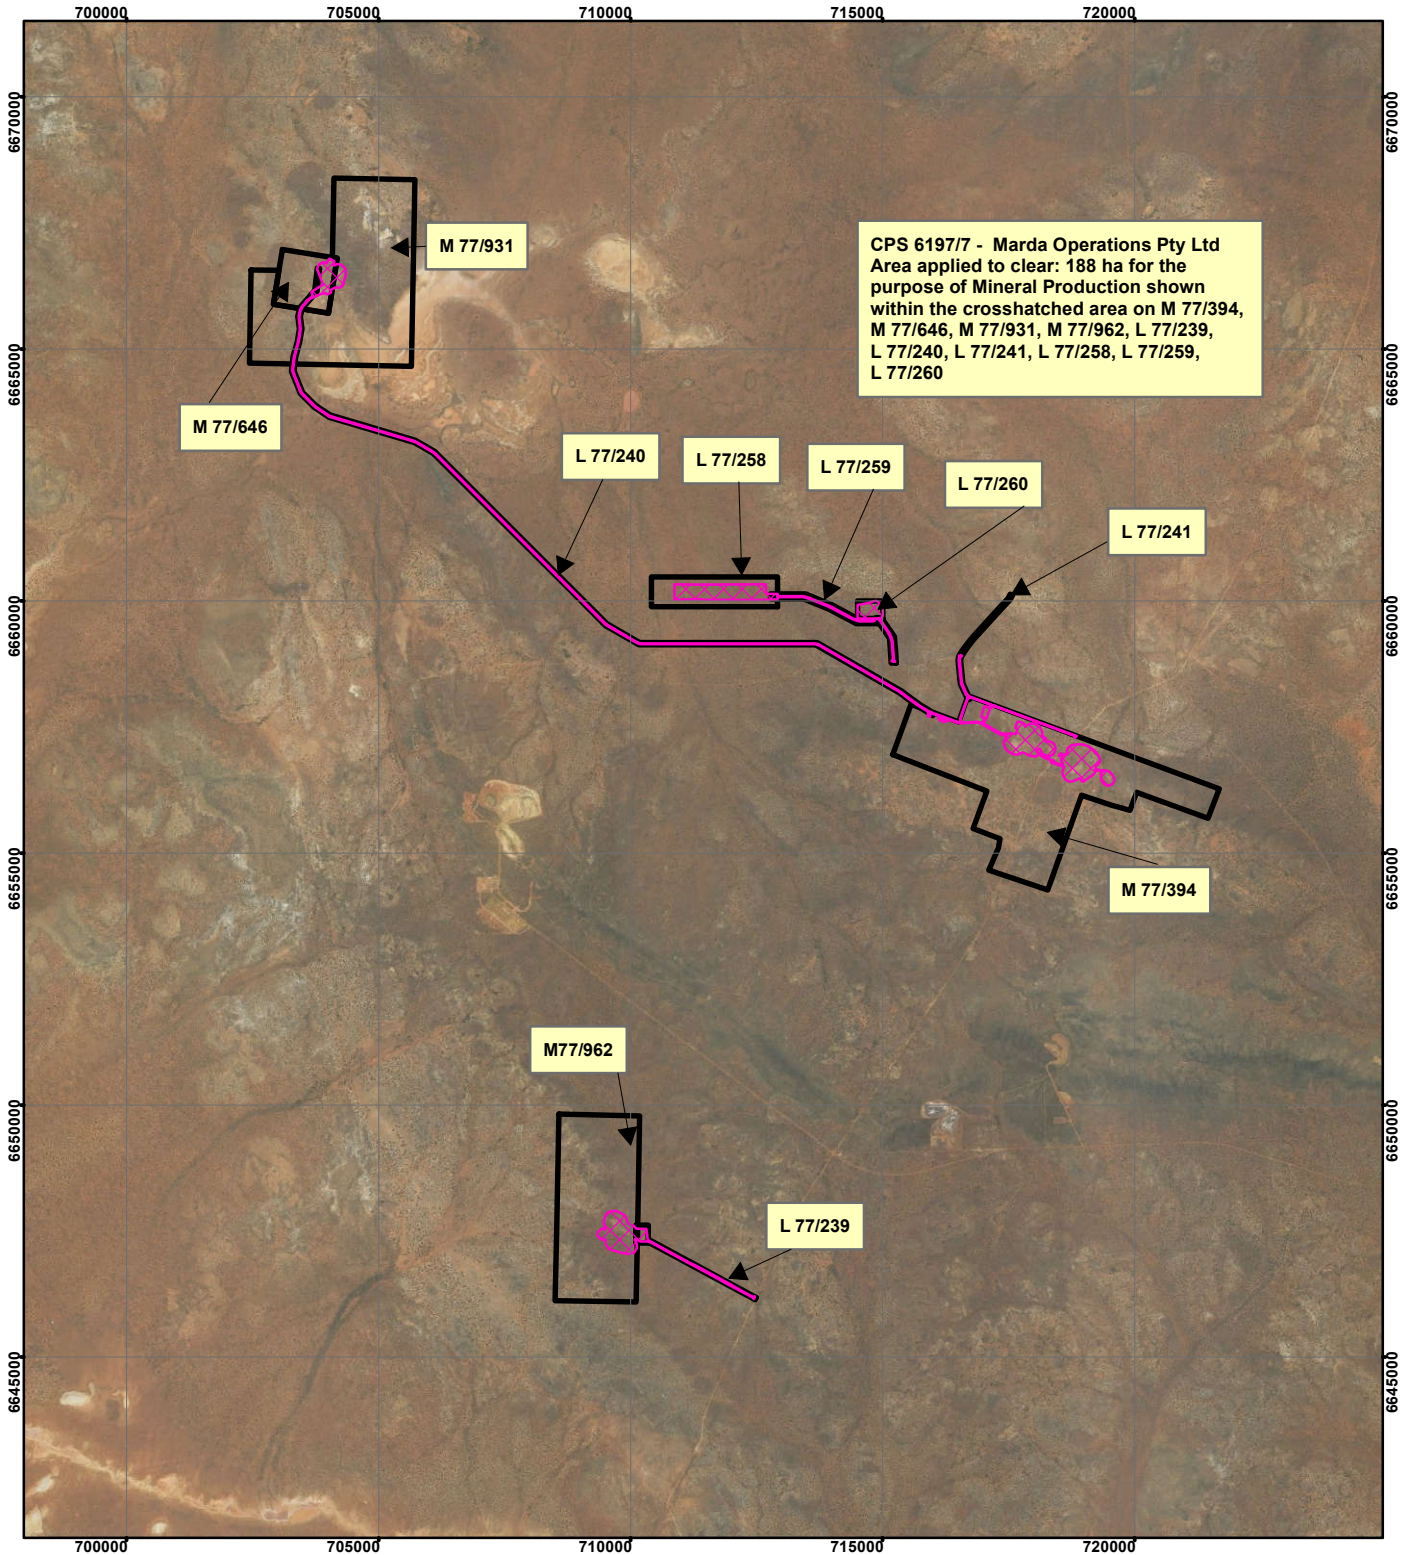 700000
705000
710000
715000
720000
6670000
6670000
M 77/931
CPS 6197/7 - Marda Operations Pty Ltd
Area applied to clear: 188 ha for the
purpose of Mineral Production shown
within the crosshatched area on M 77/394,
M 77/646, M 77/931, M 77/962, L 77/239,
L 77/240, L 77/241, L 77/258, L 77/259,
L 77/260
6665000
6665000
M 77/646
L 77/240
L 77/258
L 77/259
L 77/260
L 77/241
6660000
6660000
6655000
6655000
M 77/394
M77/962
6650000
6650000
L 77/239
6645000
6645000
700000
705000
710000
715000
720000